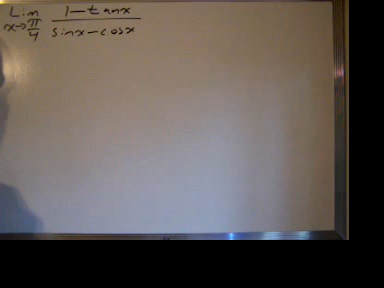 Lim 1-tanx
x→π/4 sinx-cosx